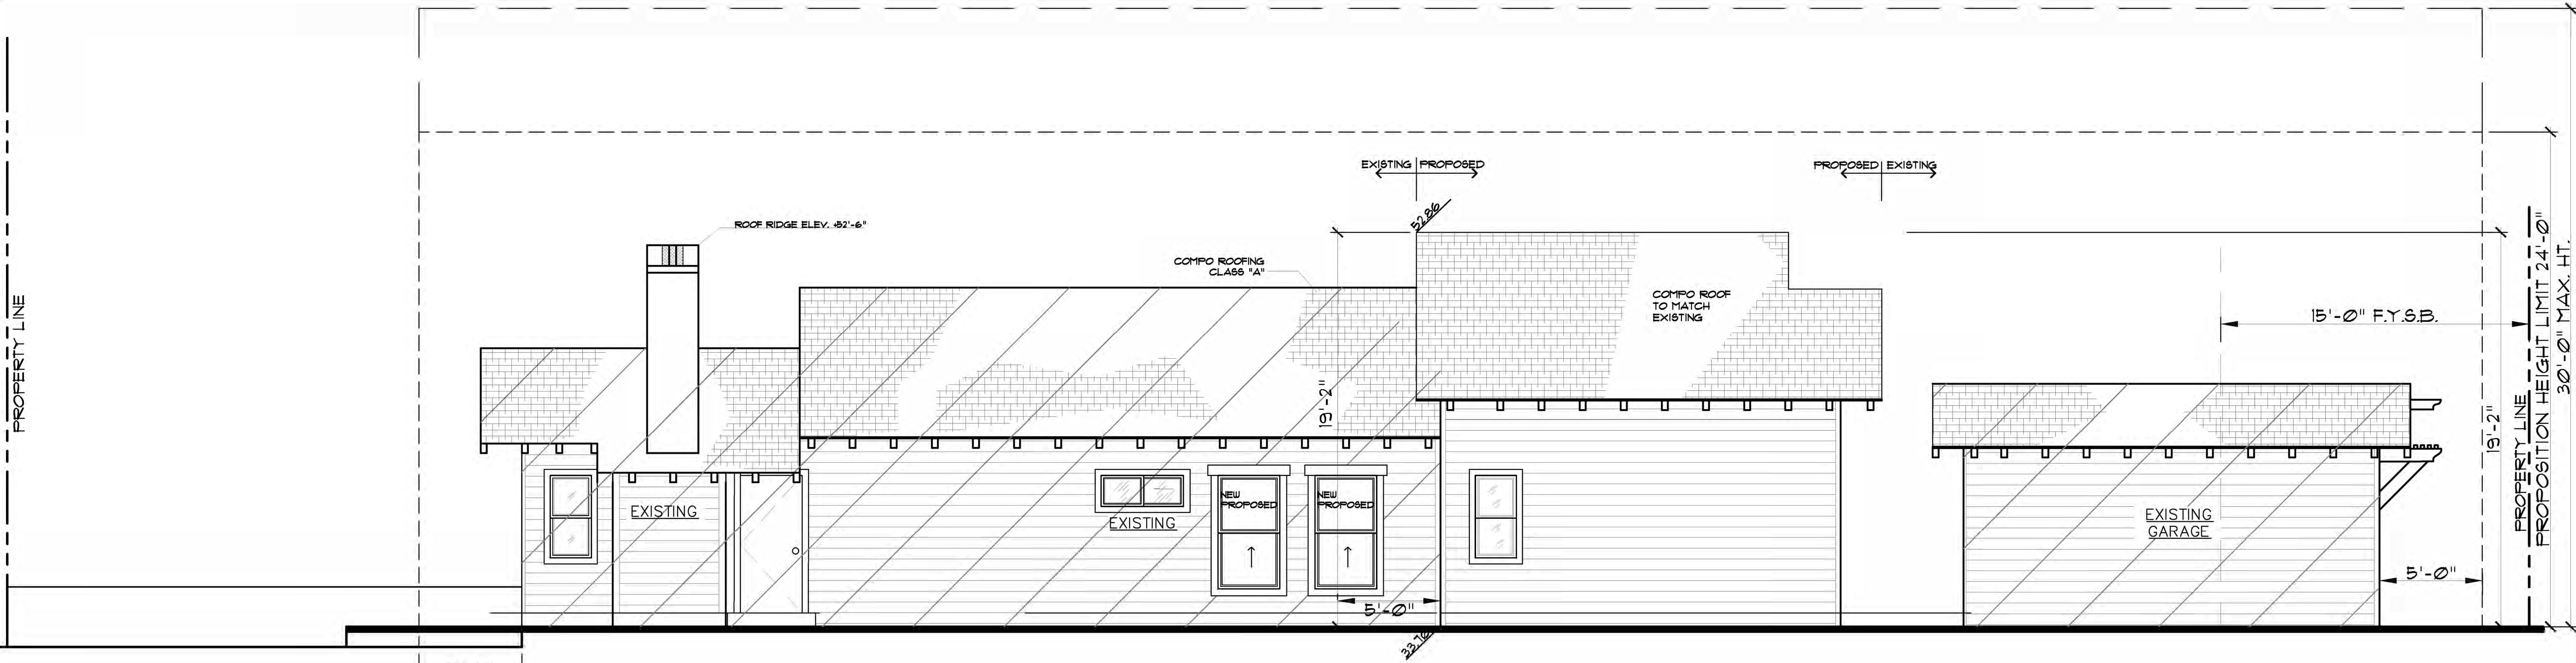 EXISTING PROPOSED
PROPOSED EXISTING
52.86
ROOF RIDGE ELEV. +52'-6"
COMPO ROOFING
CLASS "A"
COMPO ROOF
TO MATCH
EXISTING
15'-0" F.Y.S.B.
PROPERTY LINE
19'-2"
19'-2"
PROPERTY LINE
PROPOSITION HEIGHT LIMIT 24'-0"
30'-0" MAX. HT.
EXISTING
EXISTING
NEW
PROPOSED
NEW
PROPOSED
EXISTING
GARAGE
5'-0"
5'-0"
33.70